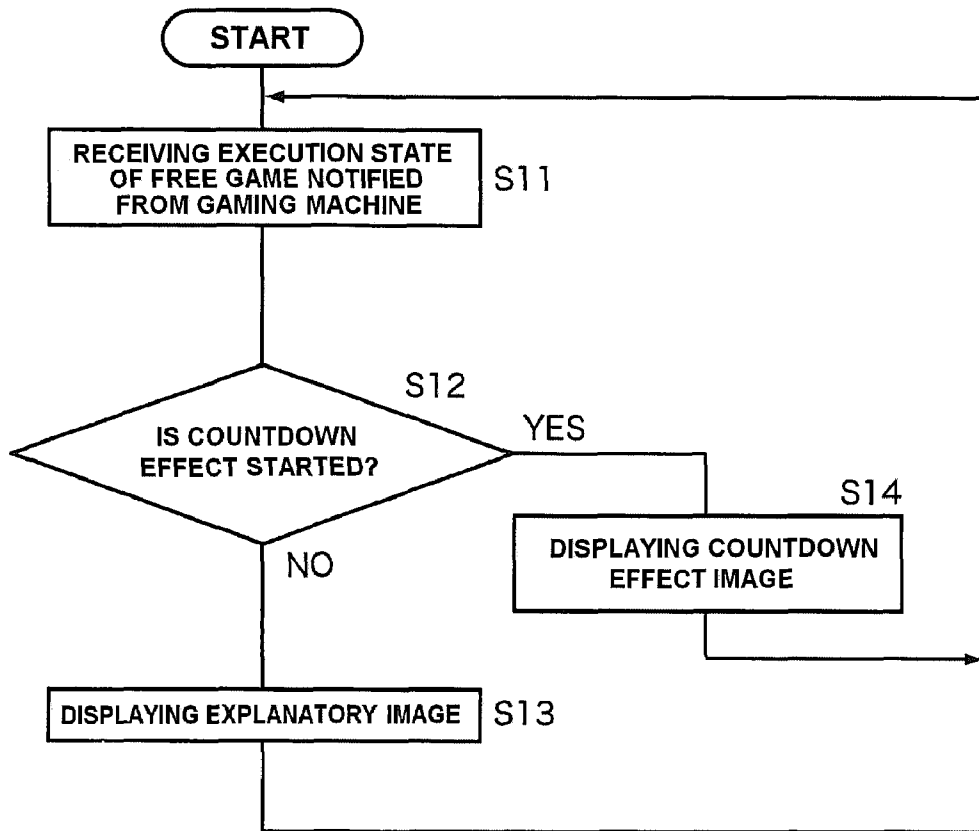 START
RECEIVING EXECUTION STATE
OF FREE GAME NOTIFIED
FROM GAMING MACHINE
S11
S12
IS COUNTDOWN
EFFECT STARTED?
YES
S14
DISPLAYING COUNTDOWN
EFFECT IMAGE
NO
DISPLAYING EXPLANATORY IMAGE
S13